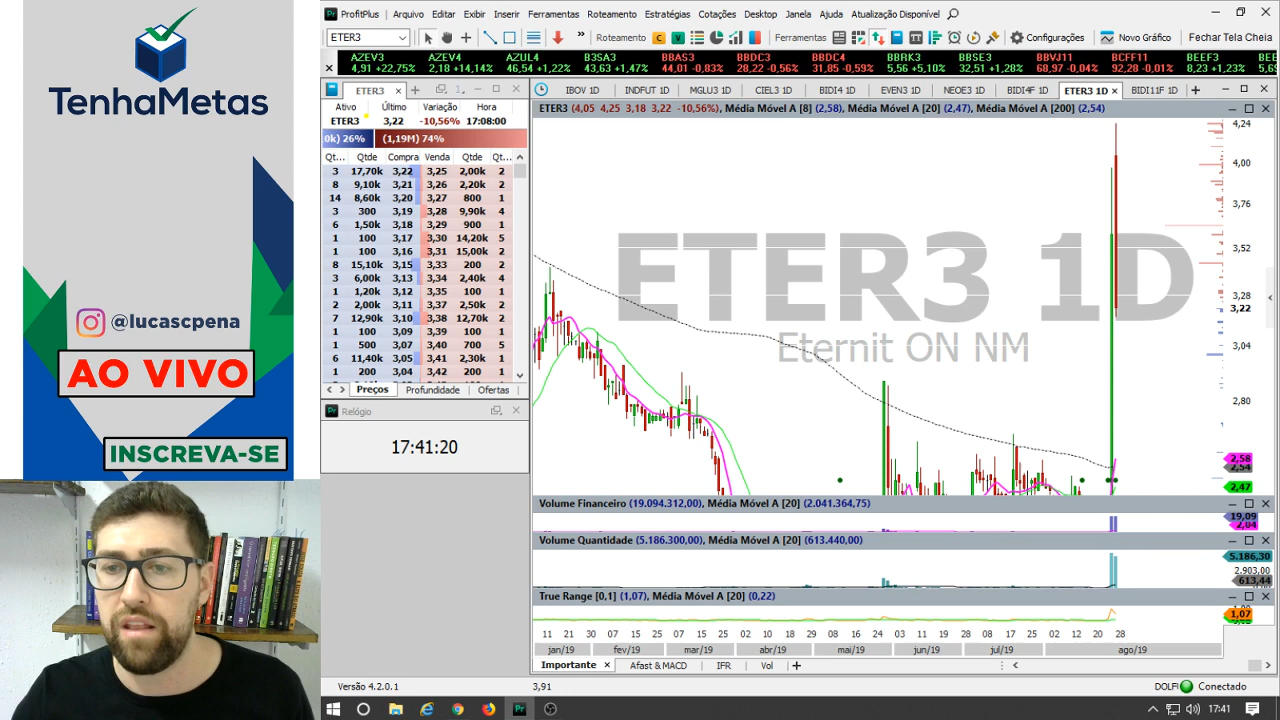 TenhaMetas
@lucascpena
AO VIVO
INSCREVA-SE
ProfitPlus Arquivo Editar Exibir Inserir Ferramentas Roteamento Estratégias Cotações Desktop Janela Ajuda Atualização Disponível
ETER3 Roteamento Ferramentas Configurações Novo Gráfico Fechar Tela Cheia
AZEV3 AZEV4 AZUL4 B3SA3 BBAS3 BBDC3 BBDC4 BBRK3 BBSE3 BBVJ11 BCFF11 BEEF3
4,91 +22,75% 2,18 +14,14% 46,54 +1,22% 43,63 +1,47% 44,01 -0,83% 28,22 -0,56% 31,85 -0,59% 5,56 +5,10% 32,51 +1,28% 68,97 -0,04% 92,28 -0,01% 8,23 +1,23%
ETER3
Ativo Último Variação Hora
ETER3 3,22 -10,56% 17:08:00
0k) 26% (1,19M) 74%
Qt... Qtde Compra Venda Qtde Qt...
3 17,70k 3,22 3,25 2,00k 2
8 9,10k 3,21 3,26 2,20k 2
14 8,60k 3,20 3,27 800 1
3 300 3,19 3,28 9,90k 4
6 1,50k 3,18 3,29 900 1
1 100 3,17 3,30 14,20k 5
1 100 3,16 3,31 15,00k 2
8 15,10k 3,15 3,33 200 2
3 6,00k 3,13 3,34 2,40k 4
1 1,20k 3,12 3,35 100 1
2 2,00k 3,11 3,37 2,50k 2
7 12,90k 3,10 3,38 12,70k 2
1 100 3,09 3,39 100 1
1 500 3,07 3,40 700 5
6 11,40k 3,05 3,41 2,30k 1
1 200 3,04 3,42 200 1
Preços Profundidade Ofertas
Relógio
17:41:20
IBOV 1D INDFUT 1D MGLU3 1D CIEL3 1D BIDI4 1D EVEN3 1D NEOE3 1D BIDI4F 1D ETER3 1D BIDI11F 1D
ETER3 (4,05 4,25 3,18 3,22 -10,56%), Média Móvel A [8] (2,58), Média Móvel A [20] (2,47), Média Móvel A [200] (2,54)
ETER3 1D
Eternit ON NM
4,24
4,00
3,76
3,52
3,28
3,22
3,04
2,80
2,58
2,54
2,47
Volume Financeiro (19.094.312,00), Média Móvel A [20] (2.041.364,75)
19,09
2,04
Volume Quantidade (5.186.300,00), Média Móvel A [20] (613.440,00)
5.186,30
2.903,00
613,44
True Range [0,1] (1,07), Média Móvel A [20] (0,22)
1,07
11 21 30 07 15 25 07 15 25 02 10 18 30 08 16 24 03 11 19 28 08 16 24 02 12 20 28
jan/19 fev/19 mar/19 abr/19 mai/19 jun/19 jul/19 ago/19
Importante Afast & MACD IFR Vol
Versão 4.2.0.1 3,91 DOLFI Conectado
17:41